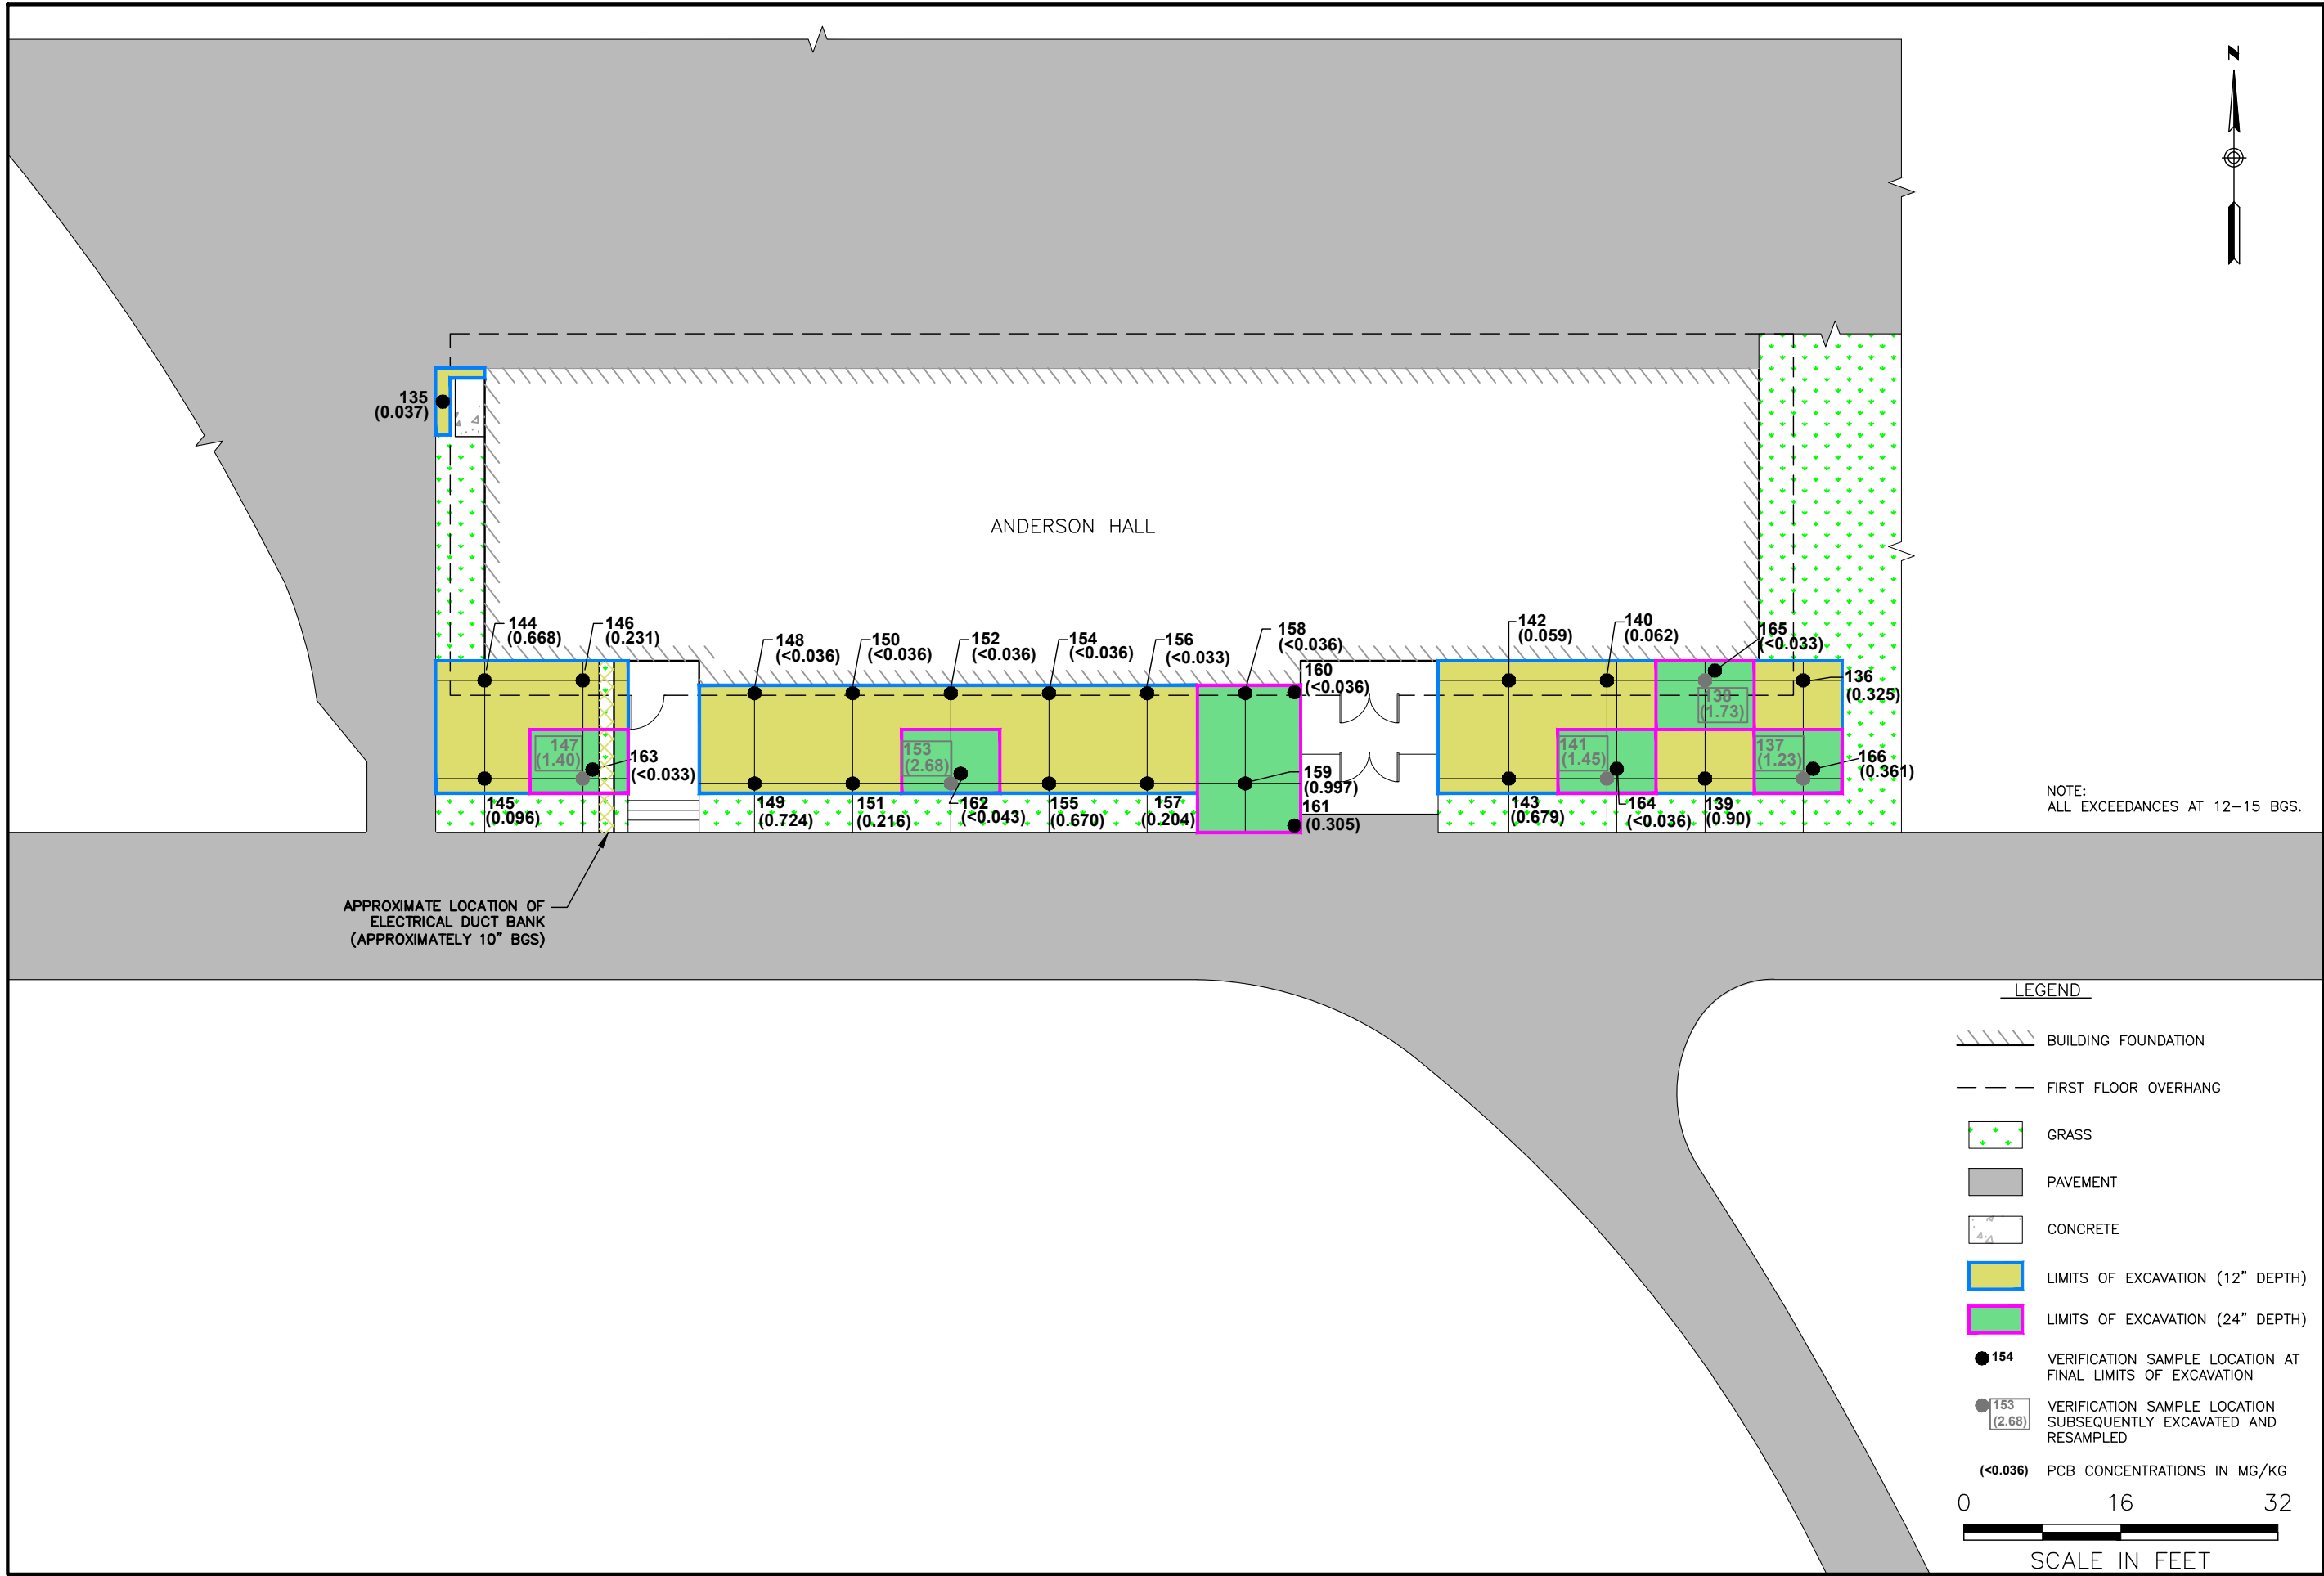 N
135
(0.037)
ANDERSON HALL
144
(0.668)
146
(0.231)
148
(<0.036)
150
(<0.036)
152
(<0.036)
154
(<0.036)
156
(<0.033)
158
(<0.036)
160
(<0.036)
142
(0.059)
140
(0.062)
165
(<0.033)
136
(0.325)
138
(1.73)
147
(1.40)
163
(<0.033)
153
(2.68)
159
(0.997)
161
(0.305)
141
(1.45)
137
(1.23)
166
(0.361)
145
(0.096)
149
(0.724)
151
(0.216)
162
(<0.043)
155
(0.670)
157
(0.204)
143
(0.679)
164
(<0.036)
139
(0.90)
NOTE:
ALL EXCEEDANCES AT 12-15 BGS.
APPROXIMATE LOCATION OF
ELECTRICAL DUCT BANK
(APPROXIMATELY 10" BGS)
LEGEND
BUILDING FOUNDATION
FIRST FLOOR OVERHANG
GRASS
PAVEMENT
CONCRETE
LIMITS OF EXCAVATION (12" DEPTH)
LIMITS OF EXCAVATION (24" DEPTH)
154
VERIFICATION SAMPLE LOCATION AT
FINAL LIMITS OF EXCAVATION
153
(2.68)
VERIFICATION SAMPLE LOCATION
SUBSEQUENTLY EXCAVATED AND
RESAMPLED
(<0.036) PCB CONCENTRATIONS IN MG/KG
0 16 32
SCALE IN FEET